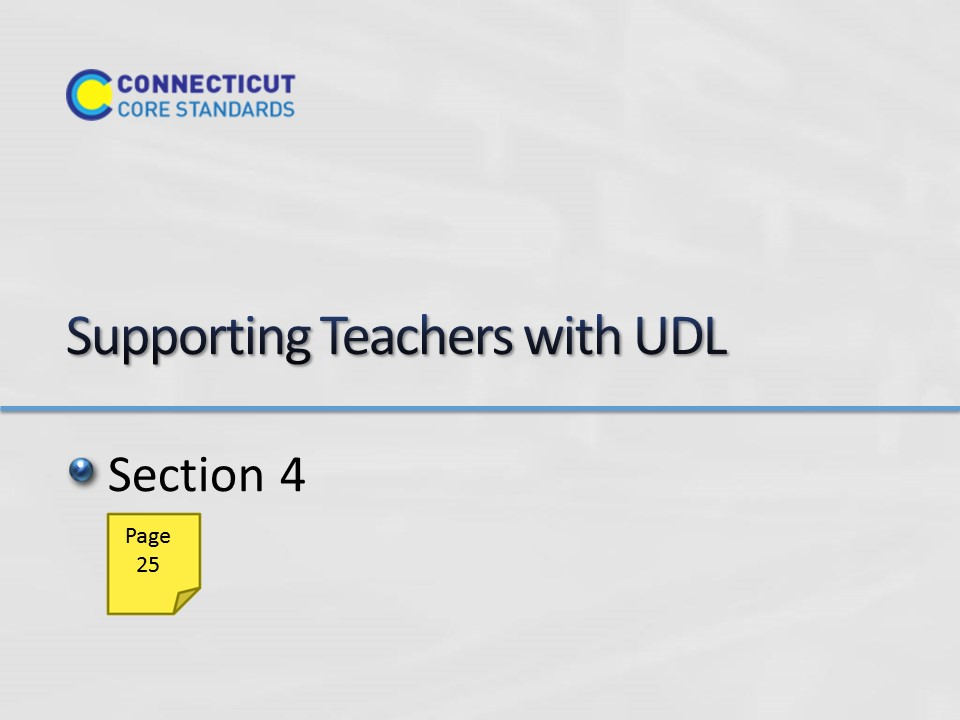 CONNECTICUT
CORE STANDARDS
Supporting Teachers with UDL
Section 4
Page
25